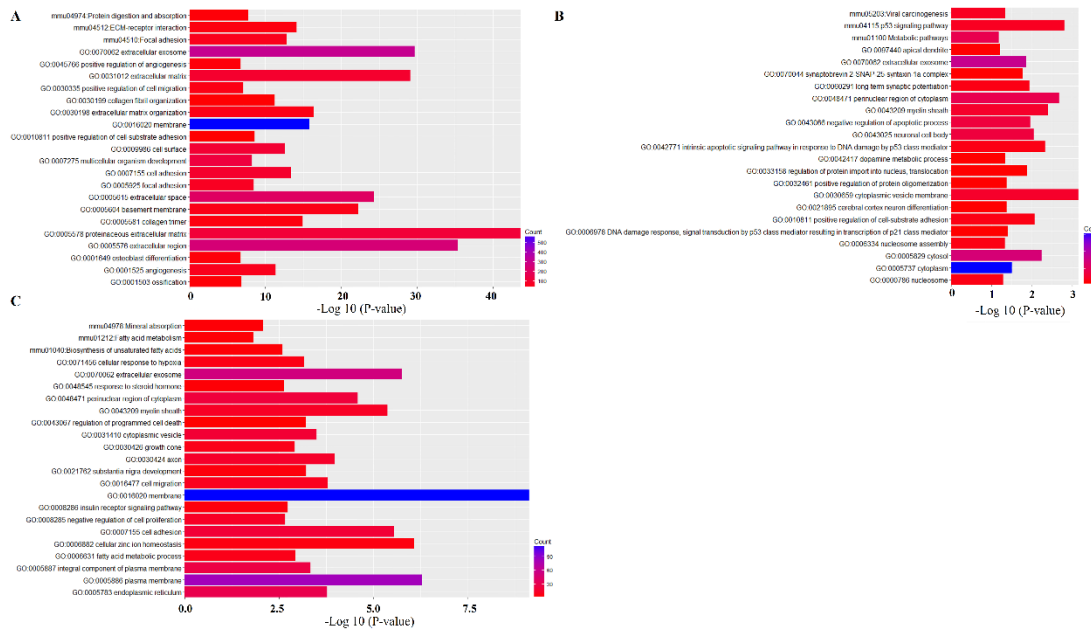 A
mmu04974:Protein digestion and absorption
mmu04512:ECM-receptor interaction
mmu04510:Focal adhesion
GO:0070062 extracellular exosome
GO:0045766 positive regulation of angiogenesis
GO:0031012 extracellular matrix
GO:0030335 positive regulation of cell migration
GO:0030199 collagen fibril organization
GO:0030198 extracellular matrix organization
GO:0016020 membrane
GO:0010811 positive regulation of cell substrate adhesion
GO:0009986 cell surface
GO:0007275 multicellular organism development
GO:0007155 cell adhesion
GO:0005925 focal adhesion
GO:0005615 extracellular space
GO:0005604 basement membrane
GO:0005581 collagen trimer
GO:0005578 proteinaceous extracellular matrix
GO:0005576 extracellular region
GO:0001649 osteoblast differentiation
GO:0001525 angiogenesis
GO:0001503 ossification
0 10 20 30 40
-Log 10 (P-value)
Count
500
400
300
200
100
B
mmu05203:Viral carcinogenesis
mmu04115 p53 signaling pathway
mmu01100 Metabolic pathways
GO:0097440 apical dendrite
GO:0070062 extracellular exosome
GO:0070044 synaptobrevin 2 SNAP 25 syntaxin 1a complex
GO:0060291 long term synaptic potentiation
GO:0048471 perinuclear region of cytoplasm
GO:0043209 myelin sheath
GO:0043066 negative regulation of apoptotic process
GO:0043025 neuronal cell body
GO:0042771 intrinsic apoptotic signaling pathway in response to DNA damage by p53 class mediator
GO:0042417 dopamine metabolic process
GO:0033158 regulation of protein import into nucleus, translocation
GO:0032461 positive regulation of protein oligomerization
GO:0030659 cytoplasmic vesicle membrane
GO:0021895 cerebral cortex neuron differentiation
GO:0010811 positive regulation of cell-substrate adhesion
GO:0006978 DNA damage response, signal transduction by p53 class mediator resulting in transcription of p21 class mediator
GO:0006334 nucleosome assembly
GO:0005829 cytosol
GO:0005737 cytoplasm
GO:0000786 nucleosome
0 1 2 3
-Log 10 (P-value)
C
mmu04978:Mineral absorption
mmu01212:Fatty acid metabolism
mmu01040:Biosynthesis of unsaturated fatty acids
GO:0071456 cellular response to hypoxia
GO:0070062 extracellular exosome
GO:0048545 response to steroid hormone
GO:0048471 perinuclear region of cytoplasm
GO:0043209 myelin sheath
GO:0043067 regulation of programmed cell death
GO:0031410 cytoplasmic vesicle
GO:0030426 growth cone
GO:0030424 axon
GO:0021762 substantia nigra development
GO:0016477 cell migration
GO:0016020 membrane
GO:0008286 insulin receptor signaling pathway
GO:0008285 negative regulation of cell proliferation
GO:0007155 cell adhesion
GO:0006882 cellular zinc ion homeostasis
GO:0006631 fatty acid metabolic process
GO:0005887 integral component of plasma membrane
GO:0005886 plasma membrane
GO:0005783 endoplasmic reticulum
0.0 2.5 5.0 7.5
-Log 10 (P-value)
Count
90
60
30